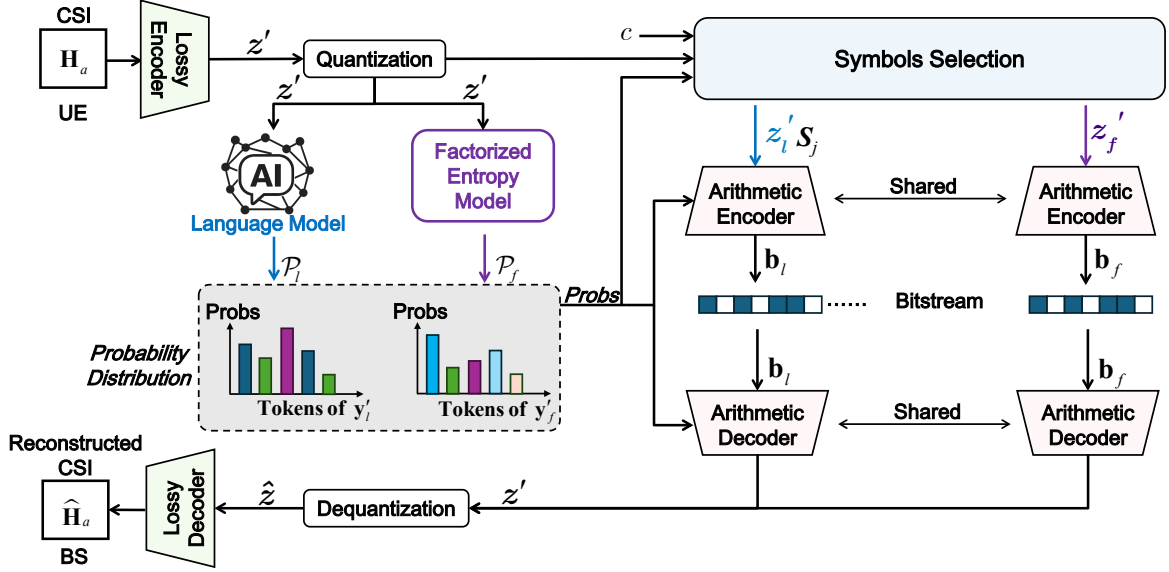 CSI
H_a
UE
Lossy
Encoder
z'
Quantization
z'
z'
c
Symbols Selection
AI
Language Model
Factorized
Entropy
Model
z_l' S_j
z_f'
Arithmetic
Encoder
Shared
Arithmetic
Encoder
𝒫_l
𝒫_f
b_l
b_f
Probs
Probs
Probs
Bitstream
Probability
Distribution
Tokens of y'_l
Tokens of y'_f
b_l
b_f
Arithmetic
Decoder
Shared
Arithmetic
Decoder
Reconstructed
CSI
Ĥ_a
BS
Lossy
Decoder
ẑ
Dequantization
z'